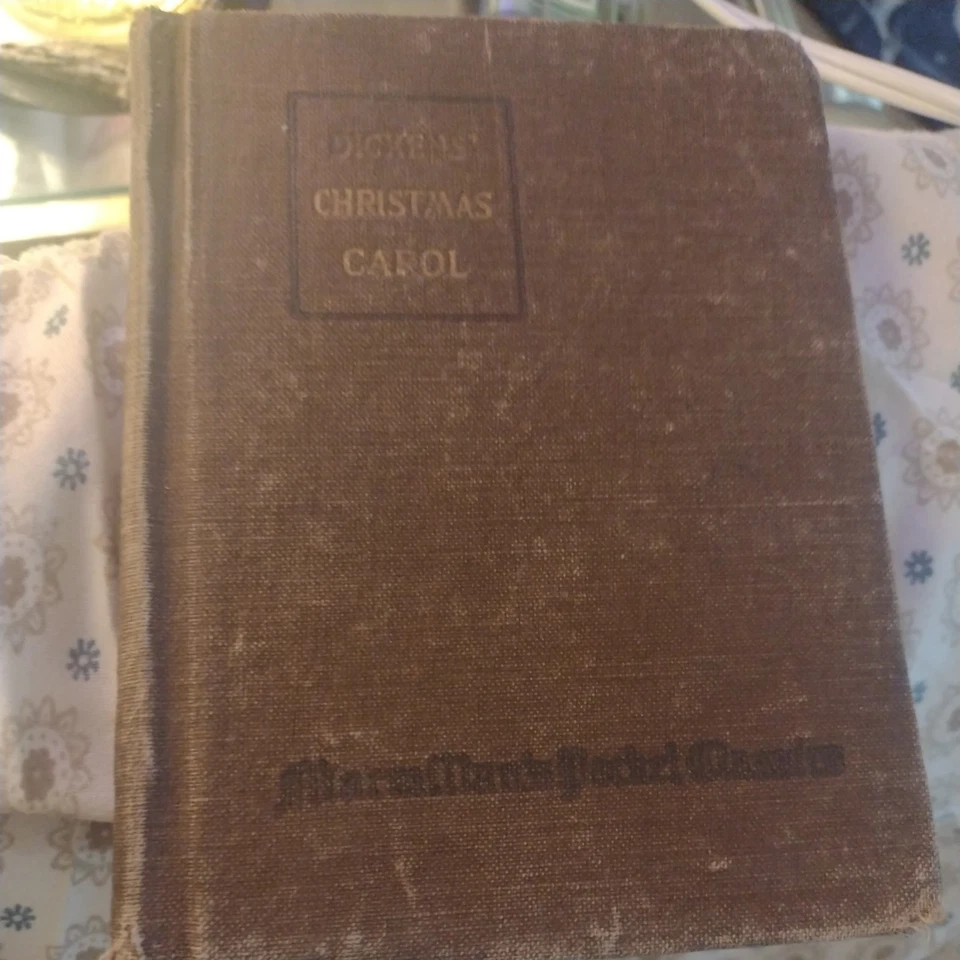 DICKENS'
CHRISTMAS
CAROL
Macmillan's Pocket Classics